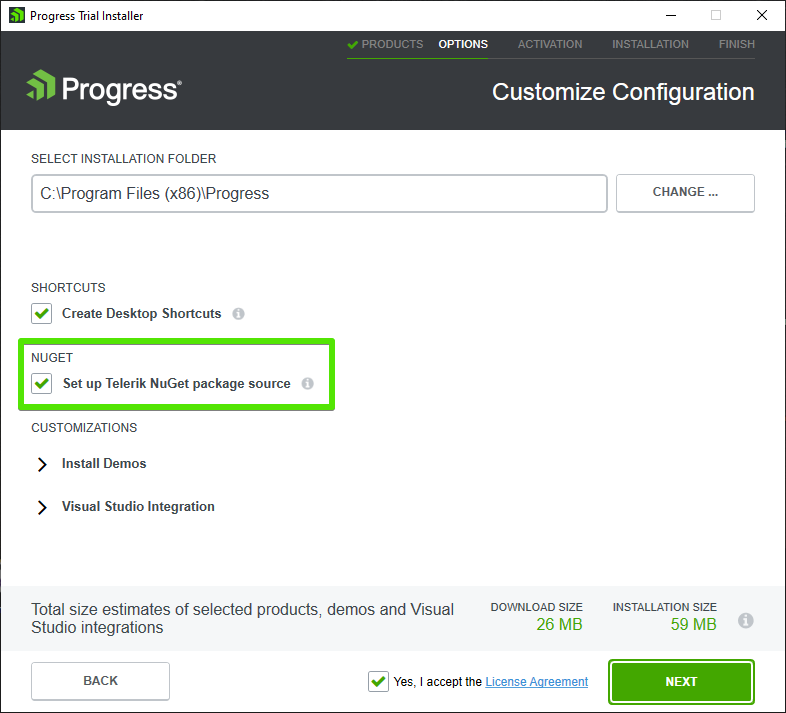 Progress Trial Installer
PRODUCTS OPTIONS ACTIVATION INSTALLATION FINISH
Progress®
Customize Configuration
SELECT INSTALLATION FOLDER
C:\Program Files (x86)\Progress
CHANGE ...
SHORTCUTS
Create Desktop Shortcuts
NUGET
Set up Telerik NuGet package source
CUSTOMIZATIONS
Install Demos
Visual Studio Integration
Total size estimates of selected products, demos and Visual
Studio integrations
DOWNLOAD SIZE
26 MB
INSTALLATION SIZE
59 MB
BACK
Yes, I accept the License Agreement
NEXT